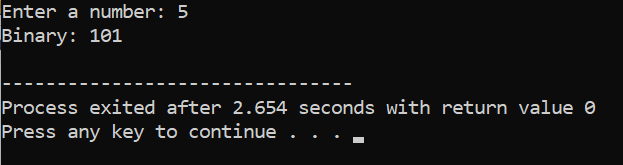 Enter a number: 5
Binary: 101
--------------------------------
Process exited after 2.654 seconds with return value 0
Press any key to continue . . .